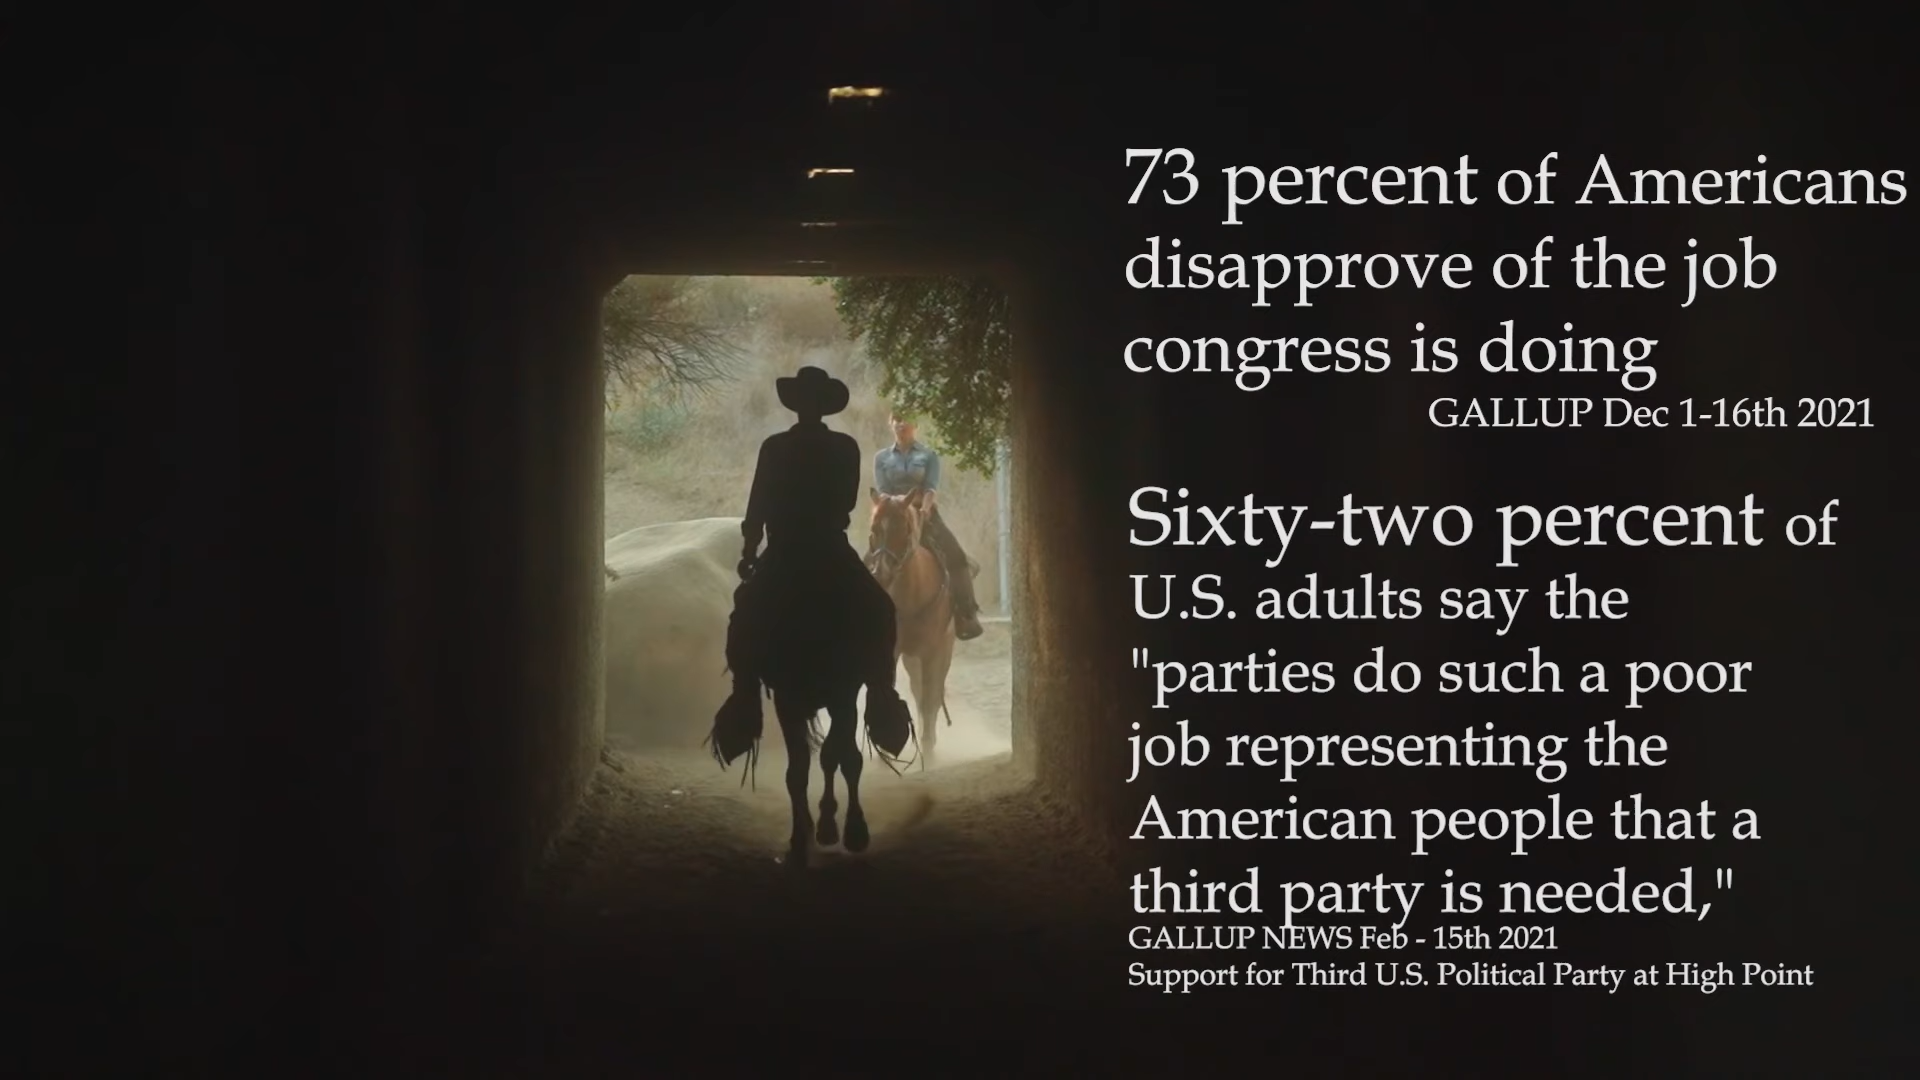 73 percent of Americans
disapprove of the job
congress is doing
GALLUP Dec 1-16th 2021
Sixty-two percent of
U.S. adults say the
"parties do such a poor
job representing the
American people that a
third party is needed,"
GALLUP NEWS Feb - 15th 2021
Support for Third U.S. Political Party at High Point